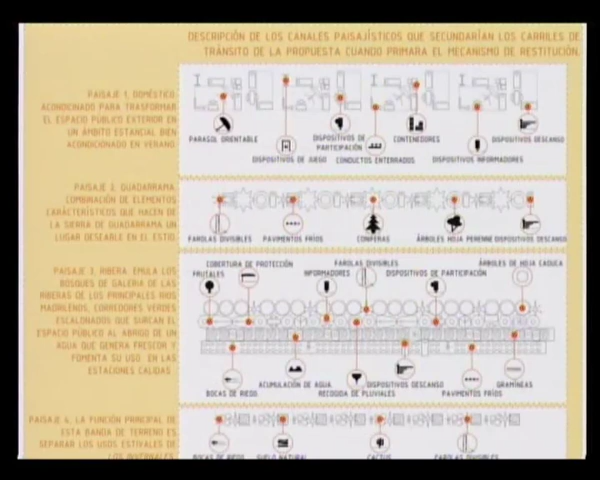 DESCRIPCIÓN DE LOS CANALES PAISAJÍSTICOS QUE SECUNDARÍAN LOS CARRILES DE
TRÁNSITO DE LA PROPUESTA CUANDO PRIMARA EL MECANISMO DE RESTITUCIÓN.
PAISAJE 1, DOMÉSTICO.
ACONDICIONADO PARA TRASFORMAR
EL ESPACIO PÚBLICO EXTERIOR EN
UN ÁMBITO ESTANCIAL BIEN
ACONDICIONADO EN VERANO.
PARASOL ORIENTABLE
DISPOSITIVOS DE JUEGO
DISPOSITIVOS DE
PARTICIPACIÓN
CONDUCTOS ENTERRADOS
CONTENEDORES
DISPOSITIVOS INFORMADORES
DISPOSITIVOS DESCANSO
PAISAJE 2, GUADARRAMA.
COMBINACIÓN DE ELEMENTOS
CARACTERÍSTICOS QUE HACEN DE
LA SIERRA DE GUADARRAMA UN
LUGAR DESEABLE EN EL ESTÍO.
FAROLAS DIVISIBLES
PAVIMENTOS FRÍOS
CONÍFERAS
ÁRBOLES HOJA PERENNE
DISPOSITIVOS DESCANSO
PAISAJE 3, RIBERA. EMULA LOS
BOSQUES DE GALERÍA DE LAS
RIBERAS DE LOS PRINCIPALES RÍOS
MADRILEÑOS, CORREDORES VERDES
ESCALONADOS QUE SURCAN EL
ESPACIO PÚBLICO AL ABRIGO DE UN
AGUA QUE GENERA FRESCOR Y
FOMENTA SU USO. EN LAS
ESTACIONES CÁLIDAS
COBERTURA DE PROTECCIÓN
FRUTALES
INFORMADORES
FAROLAS DIVISIBLES
DISPOSITIVOS DE PARTICIPACIÓN
ÁRBOLES DE HOJA CADUCA
BOCAS DE RIEGO
ACUMULACIÓN DE AGUA
RECOGIDA DE PLUVIALES
DISPOSITIVOS DESCANSO
PAVIMENTOS FRÍOS
GRAMÍNEAS
PAISAJE 4, LA FUNCIÓN PRINCIPAL DE
ESTA BANDA DE TERRENO ES
SEPARAR LOS USOS ESTIVALES DE
LOS INVERNALES.
BOCAS DE RIEGO
SUELO NATURAL
CACTUS
FAROLAS DIVISIBLES